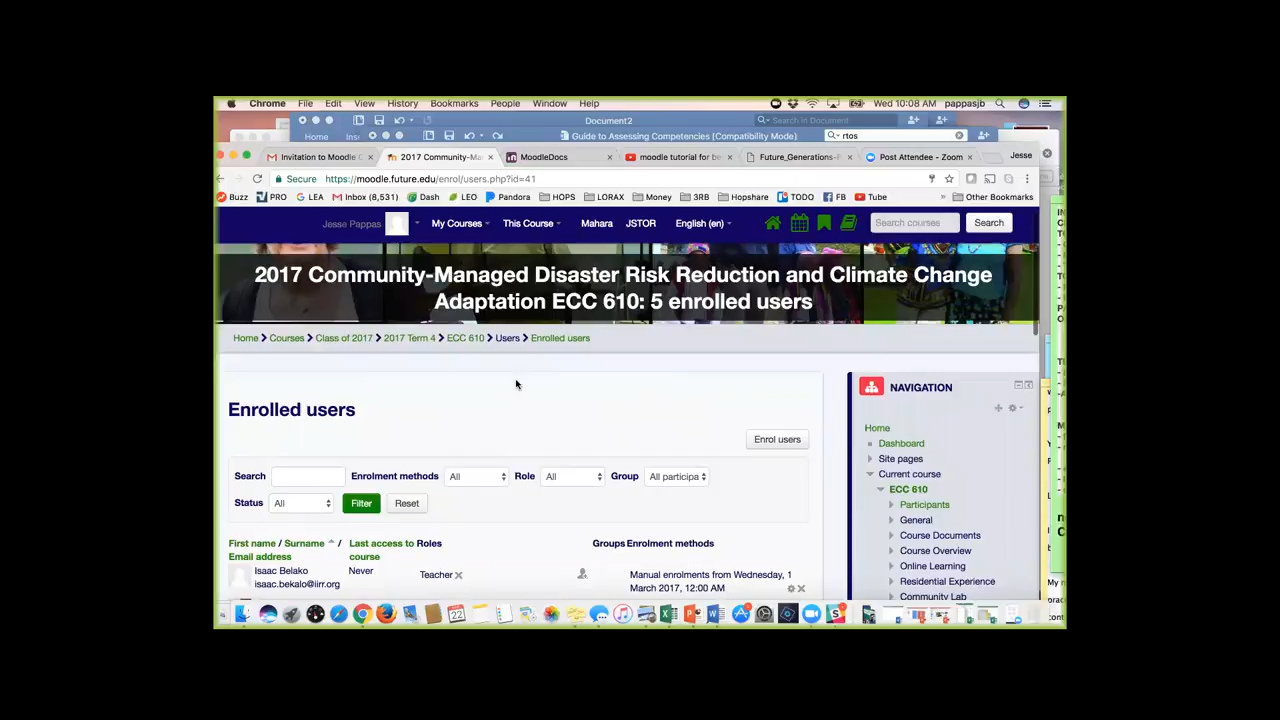 Chrome File Edit View History Bookmarks People Window Help Wed 10:08 AM pappasjb
Document2 Search in Document
Home Guide to Assessing Competencies [Compatibility Mode] rtos
Invitation to Moodle C 2017 Community-Ma MoodleDocs moodle tutorial for be Future_Generations-F Post Attendee - Zoom Jesse
Secure https://moodle.future.edu/enrol/users.php?id=41
Buzz PRO LEA Inbox (8,531) Dash LEO Pandora HOPS LORAX Money 3RB Hopshare TODO FB Tube » Other Bookmarks
Jesse Pappas My Courses This Course Mahara JSTOR English (en) Search courses Search
2017 Community-Managed Disaster Risk Reduction and Climate Change
Adaptation ECC 610: 5 enrolled users
Home Courses Class of 2017 2017 Term 4 ECC 610 Users Enrolled users
NAVIGATION
Enrolled users
Home
Enrol users
Dashboard
Site pages
Search Enrolment methods All Role All Group All participa
Current course
ECC 610
Status All Filter Reset
Participants
General
Course Documents
First name / Surname / Last access to Roles Groups Enrolment methods
Email address course
Course Overview
Online Learning
Isaac Belako Never Teacher Manual enrolments from Wednesday, 1
isaac.bekalo@iirr.org March 2017, 12:00 AM
Residential Experience
Community Lab
22